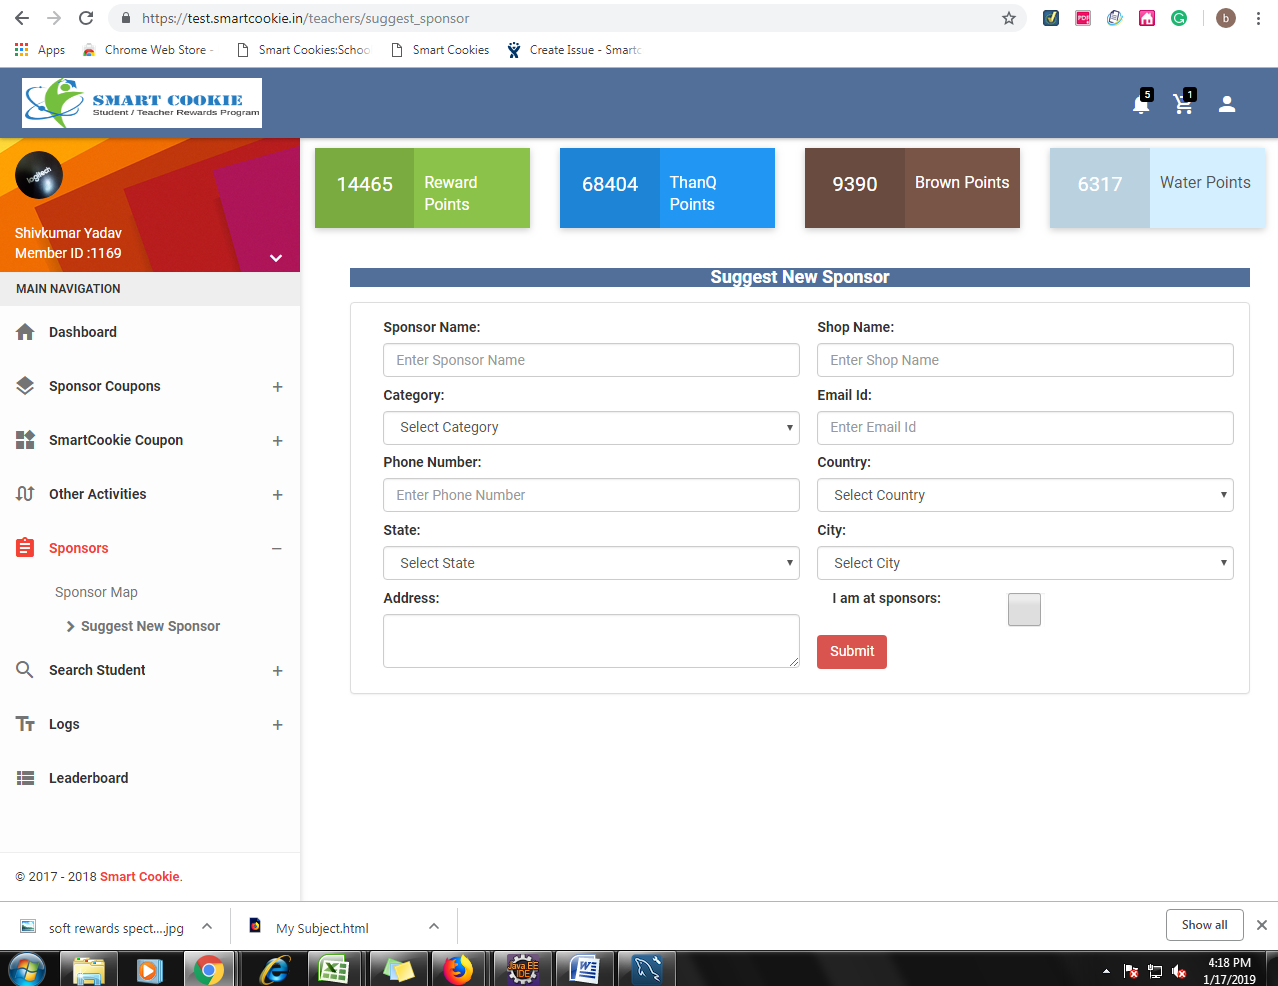 https://test.smartcookie.in/teachers/suggest_sponsor
PDF
G
b
Apps
Chrome Web Store -
Smart Cookies:Schoo
Smart Cookies
Create Issue - Smartc
SMART COOKIE
Student / Teacher Rewards Program
5
1
logitech
Shivkumar Yadav
Member ID :1169
14465 Reward Points
68404 ThanQ Points
9390 Brown Points
6317 Water Points
MAIN NAVIGATION
Dashboard
Sponsor Coupons +
SmartCookie Coupon +
Other Activities +
Sponsors −
Sponsor Map
Suggest New Sponsor
Search Student +
Logs +
Leaderboard
© 2017 - 2018 Smart Cookie.
Suggest New Sponsor
Sponsor Name:
Enter Sponsor Name
Shop Name:
Enter Shop Name
Category:
Select Category
Email Id:
Enter Email Id
Phone Number:
Enter Phone Number
Country:
Select Country
State:
Select State
City:
Select City
Address:
I am at sponsors:
Submit
soft rewards spect....jpg
My Subject.html
Show all
Java EE
IDE
4:18 PM
1/17/2019